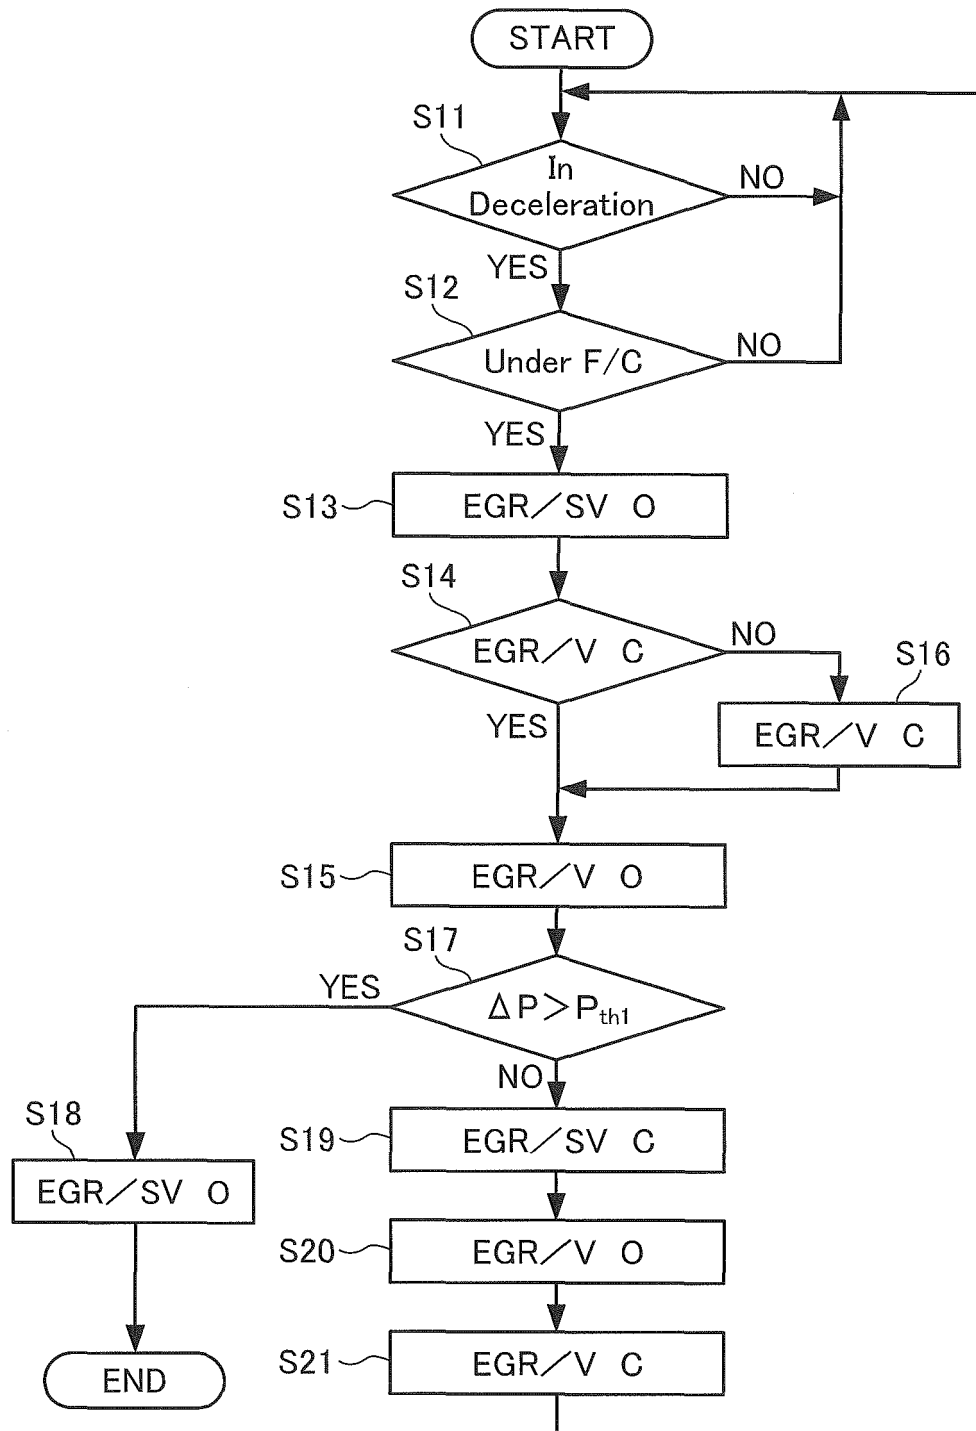 START
S11
In
Deceleration
NO
YES
S12
Under F/C
NO
YES
S13
EGR/SV O
S14
EGR/V C
NO
S16
YES
EGR/V C
S15
EGR/V O
S17
YES
ΔP>Pth1
NO
S18
S19
EGR/SV C
EGR/SV O
S20
EGR/V O
S21
EGR/V C
END